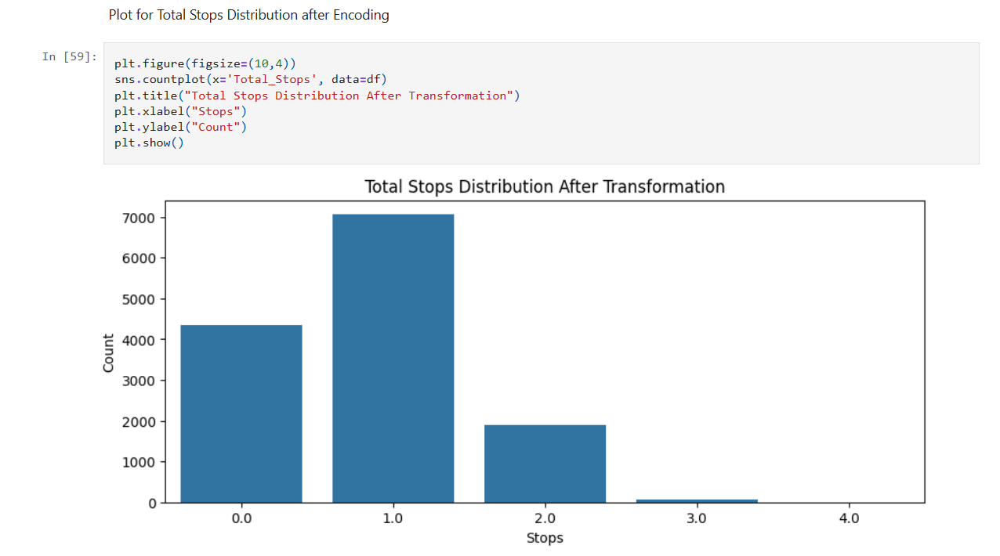 Plot for Total Stops Distribution after Encoding
In [59]:
plt.figure(figsize=(10,4))
sns.countplot(x='Total_Stops', data=df)
plt.title("Total Stops Distribution After Transformation")
plt.xlabel("Stops")
plt.ylabel("Count")
plt.show()
Total Stops Distribution After Transformation
7000
6000
5000
4000
3000
2000
1000
0
Count
0.0 1.0 2.0 3.0 4.0
Stops